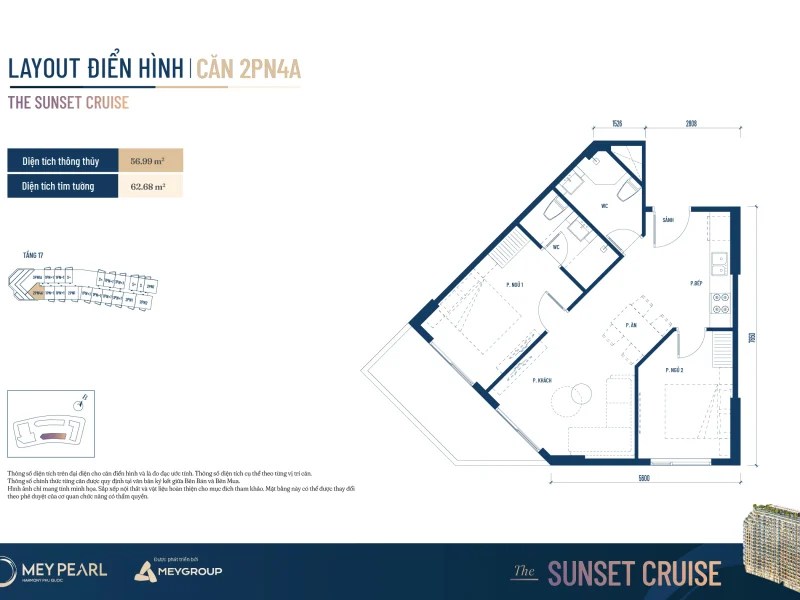 LAYOUT ĐIỂN HÌNH | CĂN 2PN4A
THE SUNSET CRUISE
Diện tích thông thủy 56.99 m²
Diện tích tim tường 62.68 m²
TẦNG 17
1526 2808
WC
SẢNH
WC
P. NGỦ 1
P.BẾP
P. ĂN
7650
P. KHÁCH
P. NGỦ 2
5600
Thông số diện tích trên đại diện cho căn điển hình và là đo đạc ước tính. Thông số diện tích cụ thể theo từng vị trí căn.
Thông số chính thức từng căn được quy định tại văn bản ký kết giữa Bên Bán và Bên Mua.
Hình ảnh chỉ mang tính minh họa. Sắp xếp nội thất và vật liệu hoàn thiện cho mục đích tham khảo. Mặt bằng này có thể được thay đổi
theo phê duyệt của cơ quan chức năng có thẩm quyền.
MEY PEARL
HARMONY PHU QUOC
Được phát triển bởi
MEYGROUP
The SUNSET CRUISE